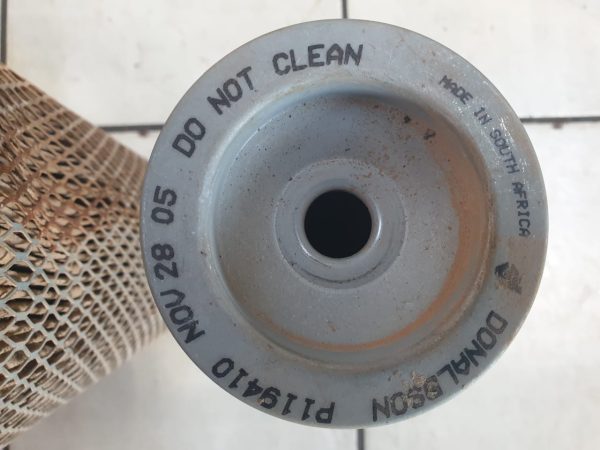 DONALDSON P119410 NOV 28 05 DO NOT CLEAN
MADE IN SOUTH AFRICA